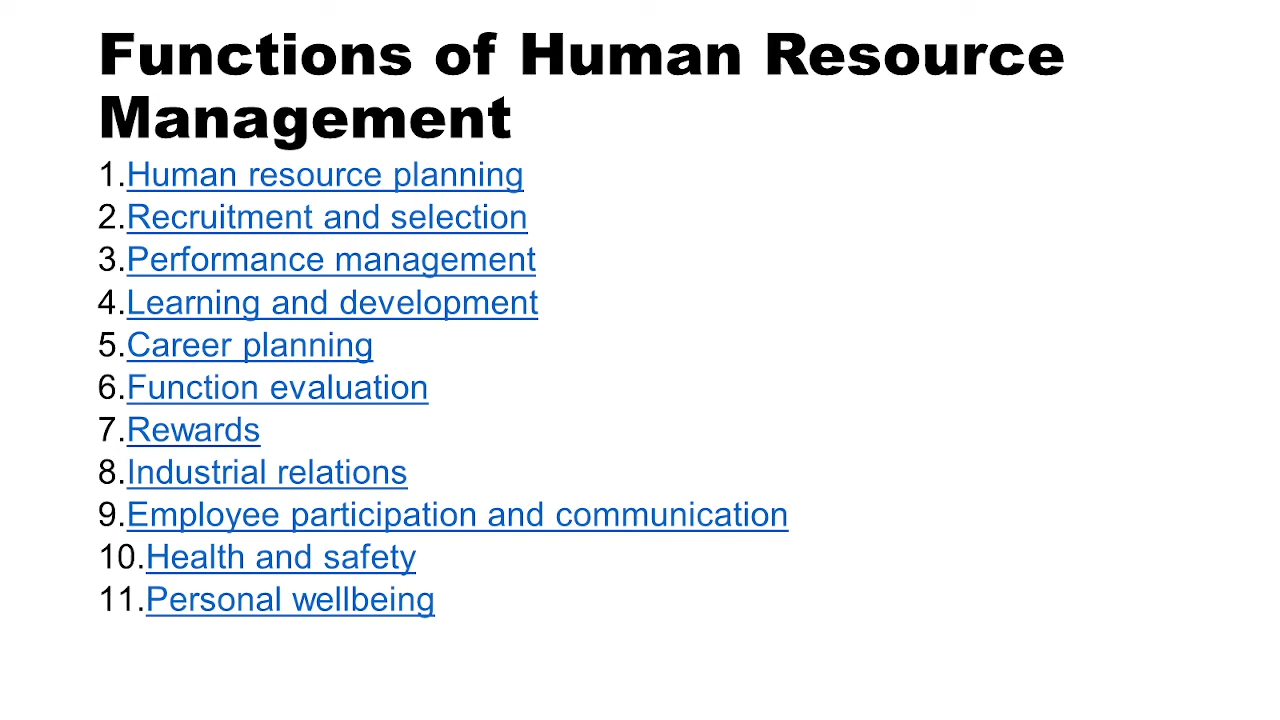 Functions of Human Resource
Management
1.Human resource planning
2.Recruitment and selection
3.Performance management
4.Learning and development
5.Career planning
6.Function evaluation
7.Rewards
8.Industrial relations
9.Employee participation and communication
10.Health and safety
11.Personal wellbeing